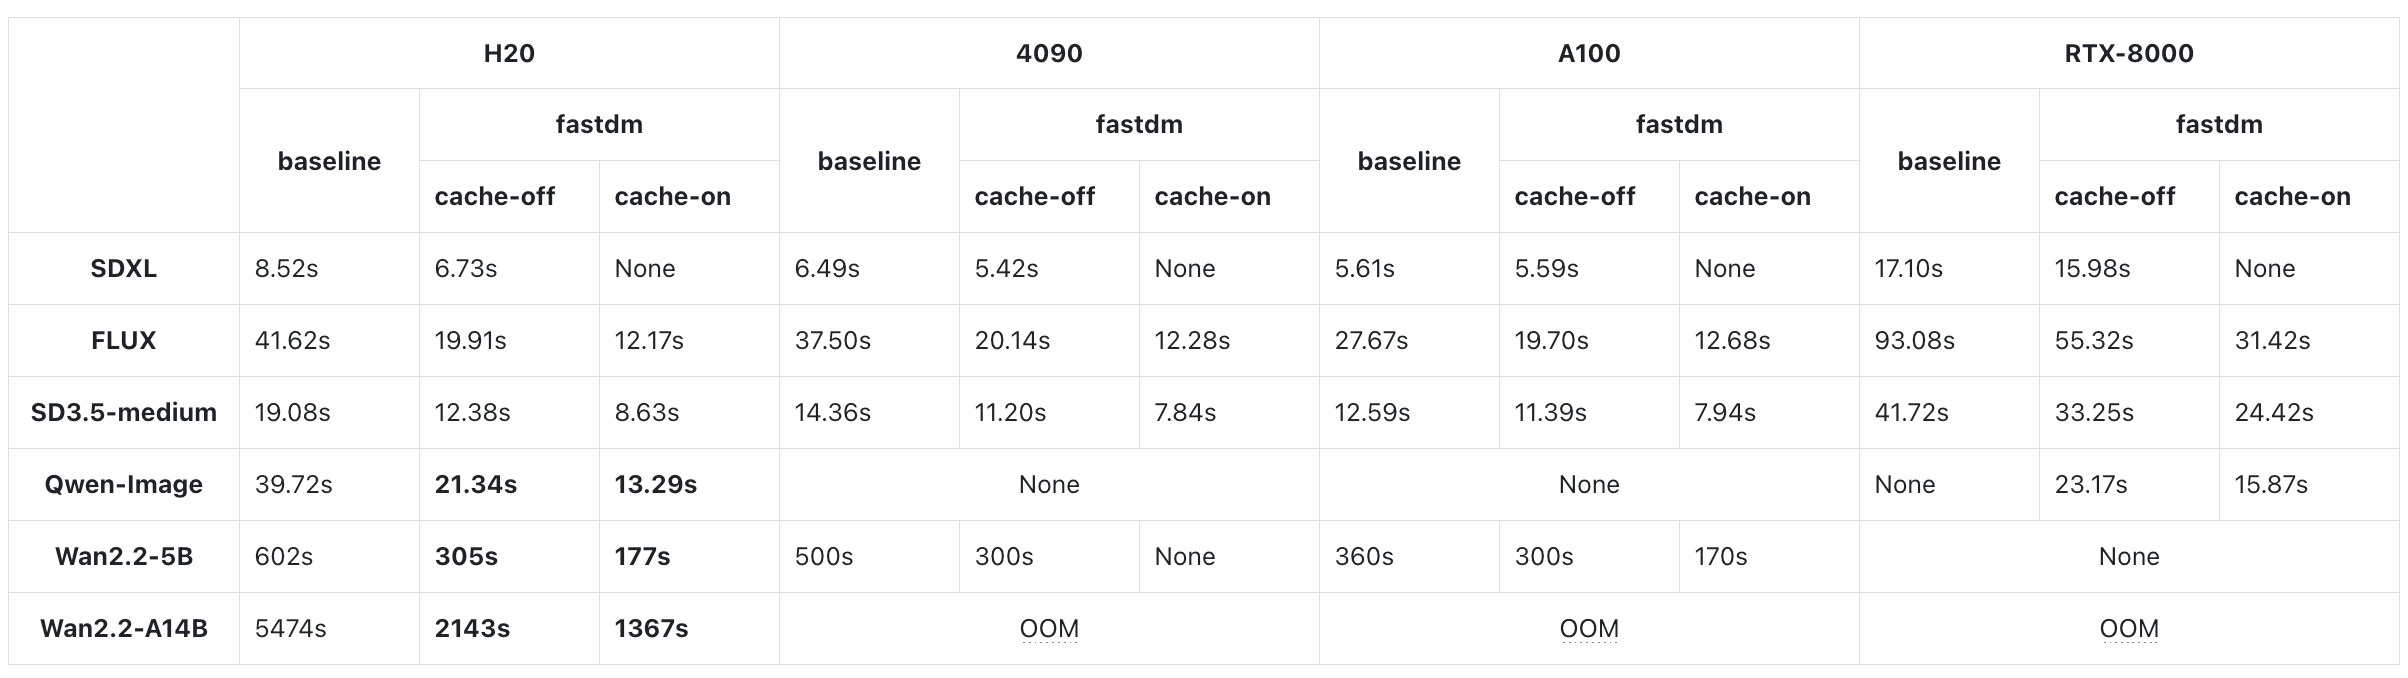 H20 4090 A100 RTX-8000
baseline fastdm baseline fastdm baseline fastdm baseline fastdm
cache-off cache-on cache-off cache-on cache-off cache-on cache-off cache-on
SDXL 8.52s 6.73s None 6.49s 5.42s None 5.61s 5.59s None 17.10s 15.98s None
FLUX 41.62s 19.91s 12.17s 37.50s 20.14s 12.28s 27.67s 19.70s 12.68s 93.08s 55.32s 31.42s
SD3.5-medium 19.08s 12.38s 8.63s 14.36s 11.20s 7.84s 12.59s 11.39s 7.94s 41.72s 33.25s 24.42s
Qwen-Image 39.72s 21.34s 13.29s None None None 23.17s 15.87s
Wan2.2-5B 602s 305s 177s 500s 300s None 360s 300s 170s None
Wan2.2-A14B 5474s 2143s 1367s OOM OOM OOM